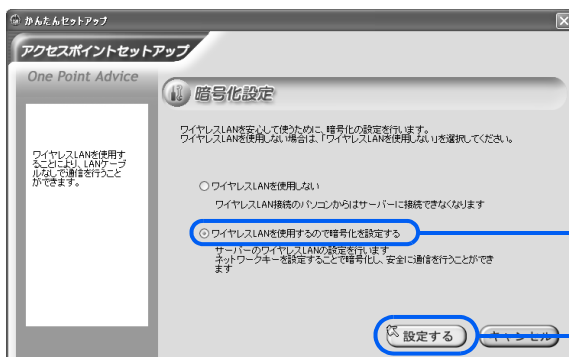 かんたんセットアップ
アクセスポイントセットアップ
One Point Advice
ワイヤレスLANを使用す
ることにより、LANケーブ
ルなしで通信を行うこと
ができます。
暗号化設定
ワイヤレスLANを安心して使うために、暗号化の設定を行います。
ワイヤレスLANを使用しない場合は、「ワイヤレスLANを使用しない」を選択してください。
ワイヤレスLANを使用しない
ワイヤレスLAN接続のパソコンからはサーバーに接続できなくなります
ワイヤレスLANを使用するので暗号化を設定する
サーバーのワイヤレスLANの設定を行います
ネットワークキーを設定することで暗号化し、安全に通信を行うことができ
ます
設定する
キャンセル